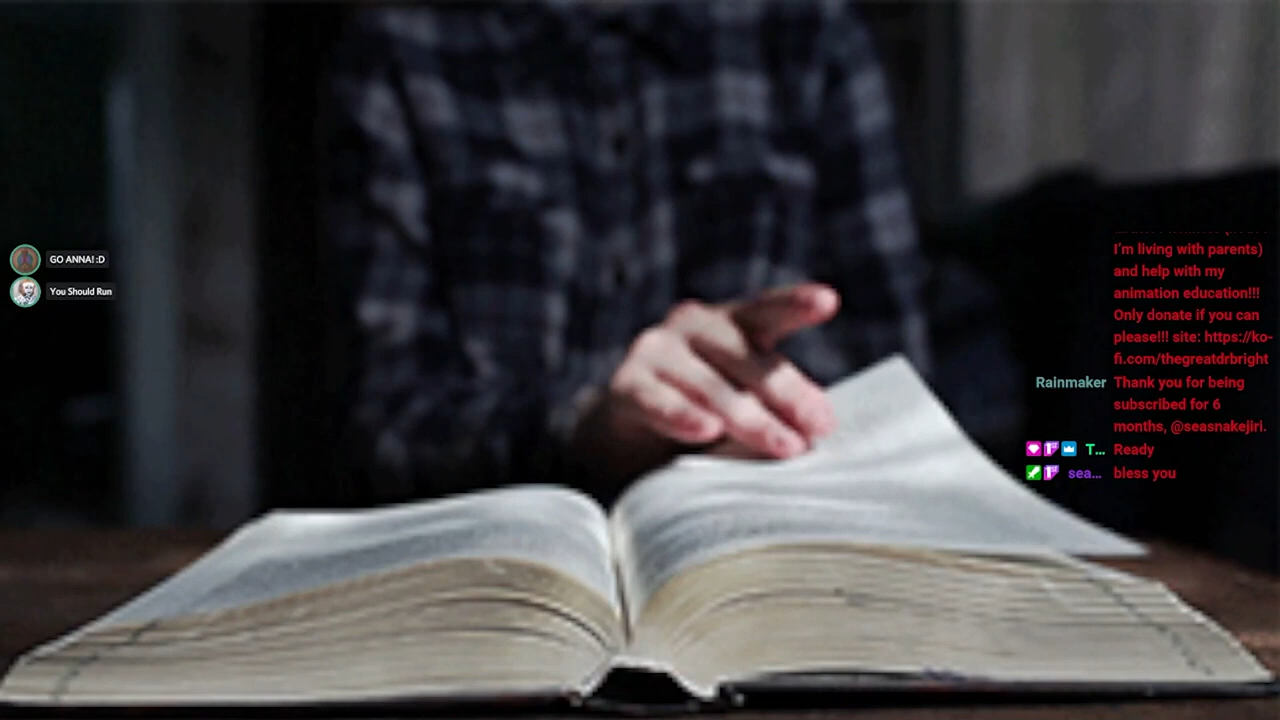 GO ANNA! :D
You Should Run
I'm living with parents)
and help with my
animation education!!!
Only donate if you can
please!!! site: https://ko-
fi.com/thegreatdrbright
Rainmaker Thank you for being
subscribed for 6
months, @seasnakejiri.
T... Ready
sea... bless you